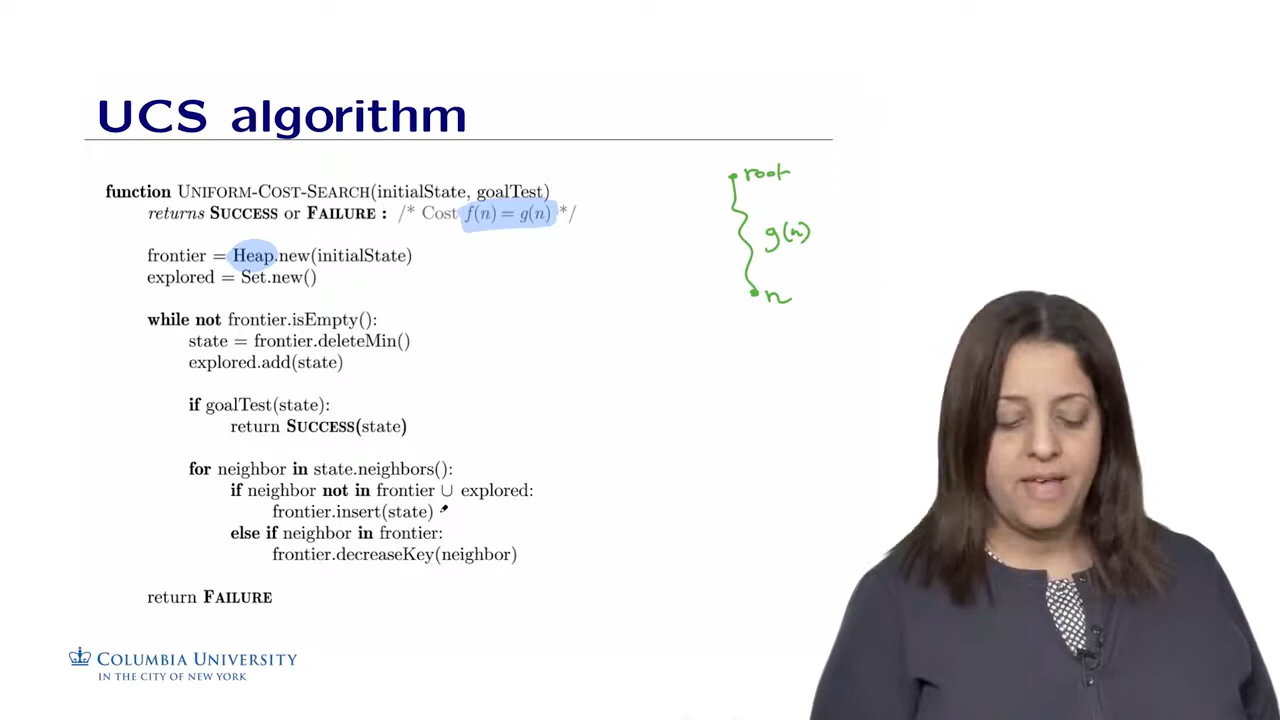 UCS algorithm
function UNIFORM-COST-SEARCH(initialState, goalTest)
returns SUCCESS or FAILURE : /* Cost f(n) = g(n) */
frontier = Heap.new(initialState)
explored = Set.new()
while not frontier.isEmpty():
state = frontier.deleteMin()
explored.add(state)
if goalTest(state):
return SUCCESS(state)
for neighbor in state.neighbors():
if neighbor not in frontier ∪ explored:
frontier.insert(state)
else if neighbor in frontier:
frontier.decreaseKey(neighbor)
return FAILURE
root
g(n)
n
COLUMBIA UNIVERSITY
IN THE CITY OF NEW YORK